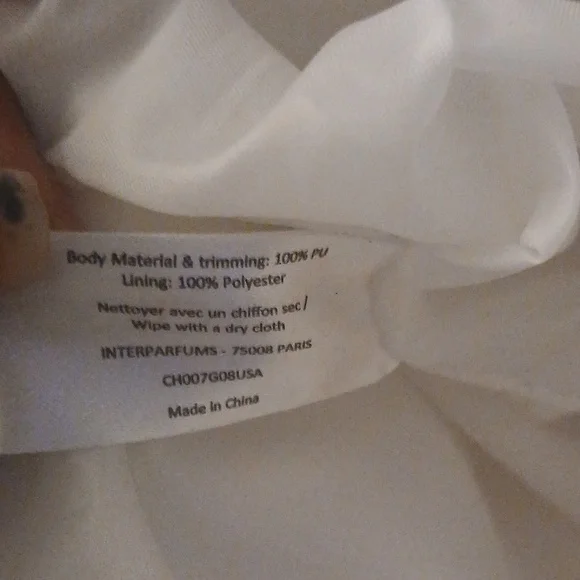 Body Material & trimming: 100% PU
Lining: 100% Polyester
Nettoyer avec un chiffon sec/
Wipe with a dry cloth
INTERPARFUMS - 75008 PARIS
CH007G08USA
Made in China